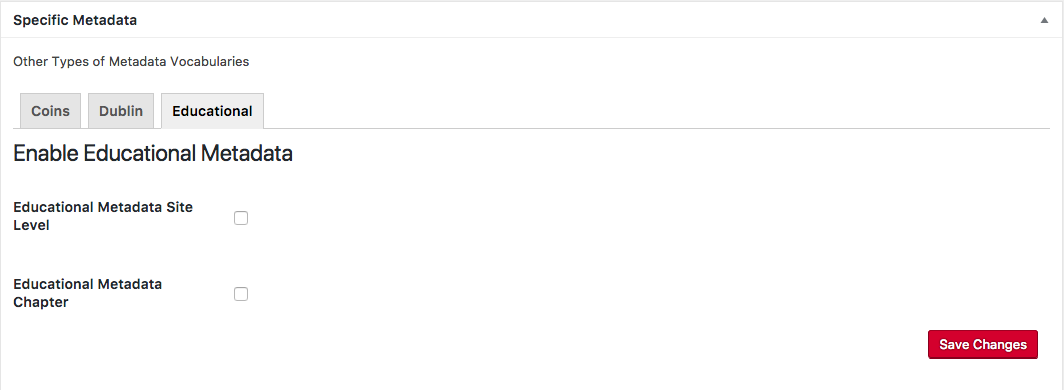 Specific Metadata
Other Types of Metadata Vocabularies
Coins Dublin Educational
Enable Educational Metadata
Educational Metadata Site
Level
Educational Metadata
Chapter
Save Changes